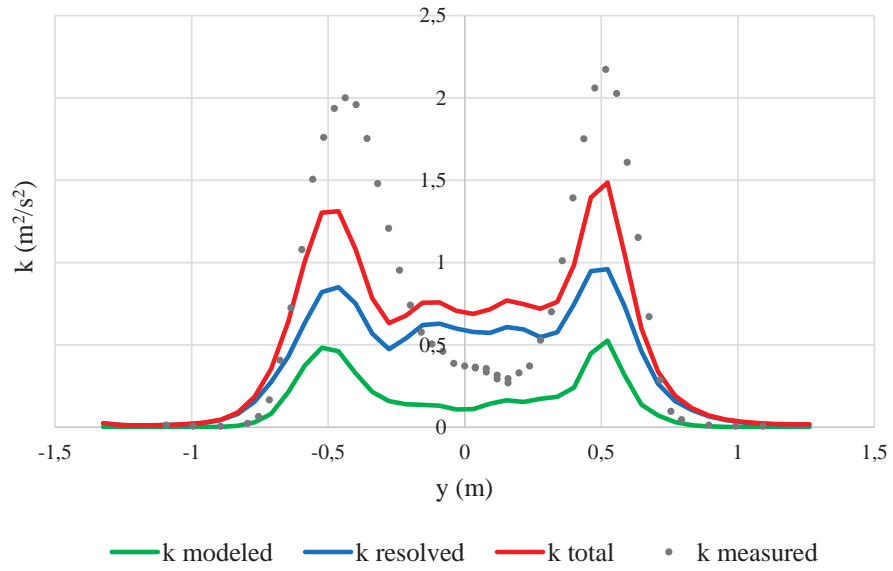 2,5
2
1,5
1
0,5
0
k (m²/s²)
-1,5 -1 -0,5 0 0,5 1 1,5
y (m)
k modeled k resolved k total k measured